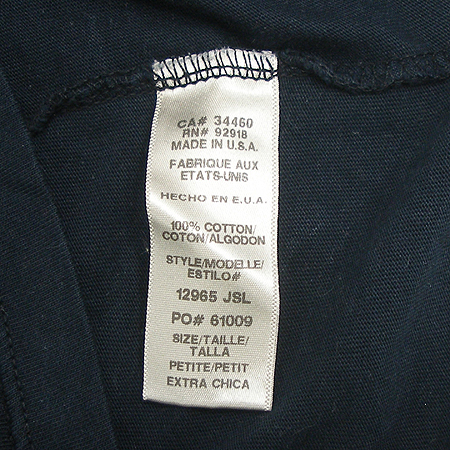 CA# 34460
RN# 92918
MADE IN U.S.A.
FABRIQUE AUX
ETATS-UNIS
HECHO EN E.U.A.
100% COTTON/
COTON/ALGODON
STYLE/MODELLE/
ESTILO#
12965 JSL
PO# 61009
SIZE/TAILLE/
TALLA
PETITE/PETIT
EXTRA CHICA